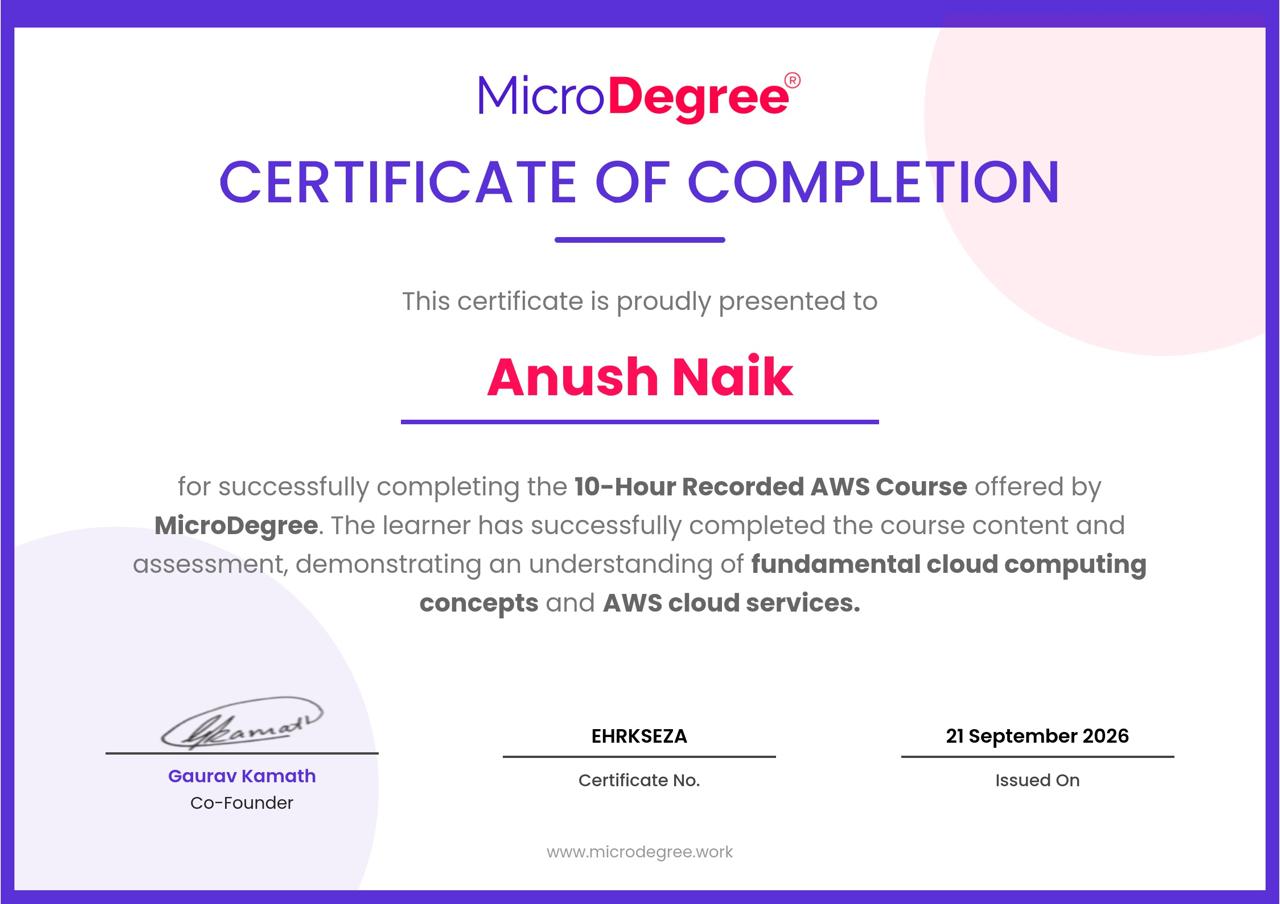 MicroDegree®
CERTIFICATE OF COMPLETION
This certificate is proudly presented to
Anush Naik
for successfully completing the 10-Hour Recorded AWS Course offered by
MicroDegree. The learner has successfully completed the course content and
assessment, demonstrating an understanding of fundamental cloud computing
concepts and AWS cloud services.
Gkamath
Gaurav Kamath
Co-Founder
EHRKSEZA
Certificate No.
21 September 2026
Issued On
www.microdegree.work